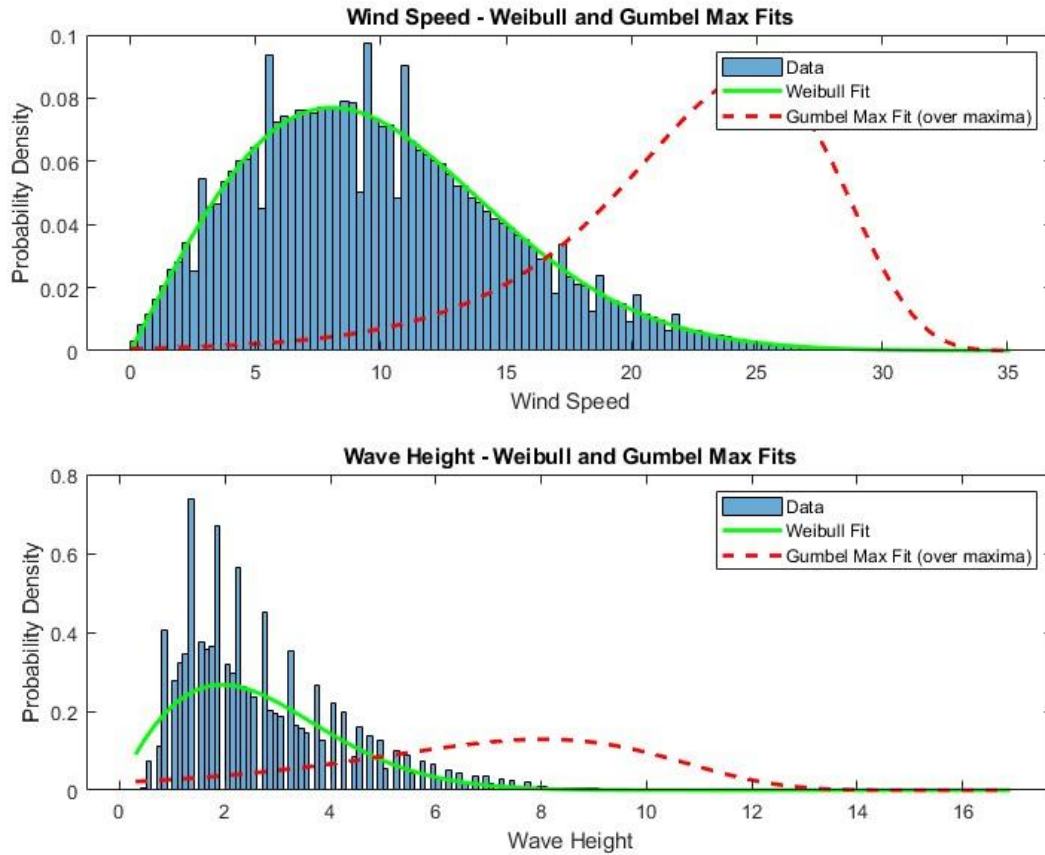 Wind Speed - Weibull and Gumbel Max Fits
0.1
0.08
0.06
0.04
0.02
0
Probability Density
Data
Weibull Fit
Gumbel Max Fit (over maxima)
0 5 10 15 20 25 30 35
Wind Speed
Wave Height - Weibull and Gumbel Max Fits
0.8
0.6
0.4
0.2
0
Probability Density
Data
Weibull Fit
Gumbel Max Fit (over maxima)
0 2 4 6 8 10 12 14 16
Wave Height